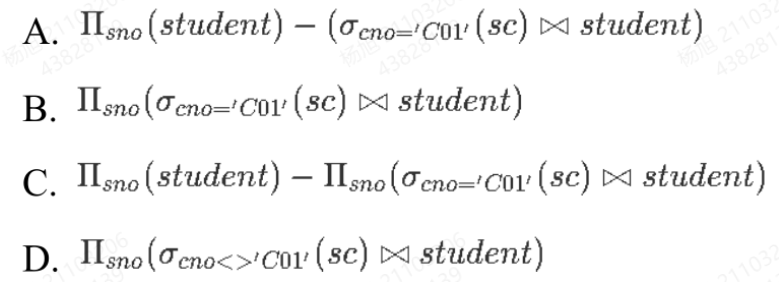 A. Π_sno(student) − (σ_cno='C01'(sc) ⋈ student)
B. Π_sno(σ_cno='C01'(sc) ⋈ student)
C. Π_sno(student) − Π_sno(σ_cno='C01'(sc) ⋈ student)
D. Π_sno(σ_cno<>'C01'(sc) ⋈ student)